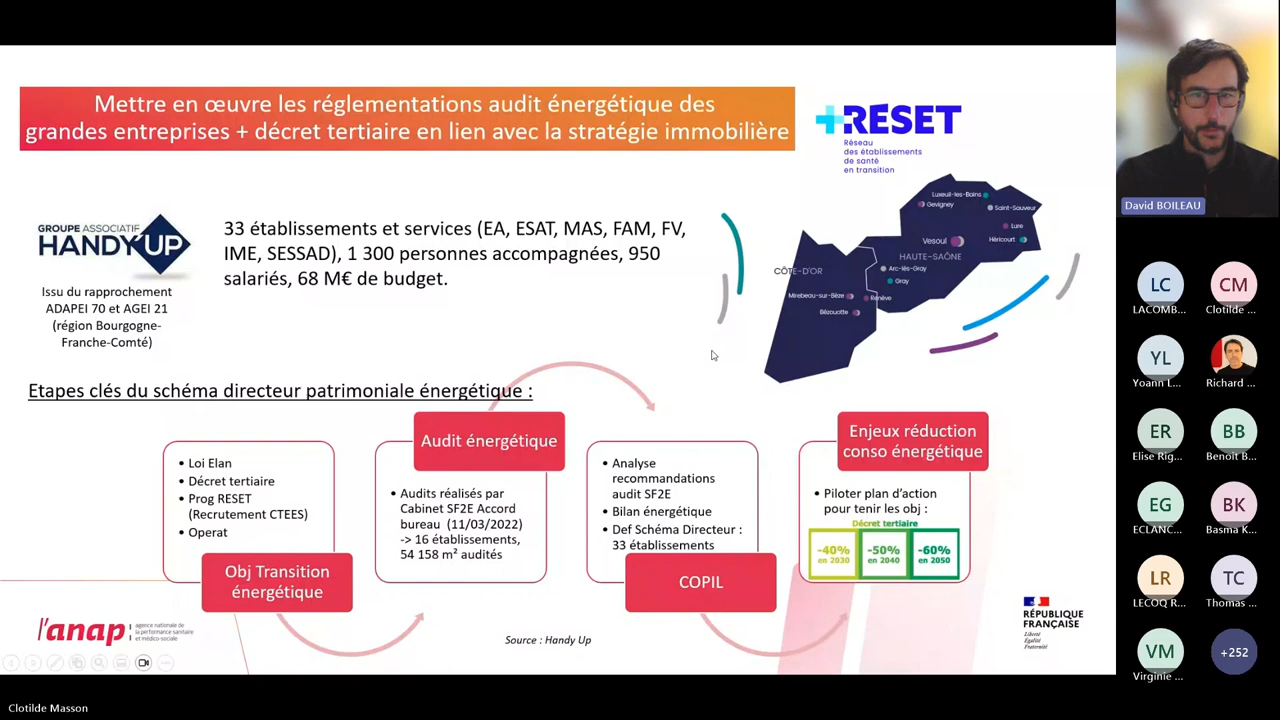 Mettre en œuvre les réglementations audit énergétique des
grandes entreprises + décret tertiaire en lien avec la stratégie immobilière
+RESET
Réseau
des établissements
de santé
en transition
GROUPE ASSOCIATIF
HANDY'UP
Issu du rapprochement
ADAPEI 70 et AGEI 21
(région Bourgogne-
Franche-Comté)
33 établissements et services (EA, ESAT, MAS, FAM, FV,
IME, SESSAD), 1 300 personnes accompagnées, 950
salariés, 68 M€ de budget.
Luxeuil-les-Bains
Gevigney
Saint-Sauveur
Lure
Vesoul
Héricourt
HAUTE-SAÔNE
CÔTE-D'OR
Arc-lès-Gray
Gray
Mirebeau-sur-Bèze
Renève
Bézouotte
Etapes clés du schéma directeur patrimoniale énergétique :
• Loi Elan
• Décret tertiaire
• Prog RESET
(Recrutement CTEES)
• Operat
Obj Transition
énergétique
Audit énergétique
• Audits réalisés par
Cabinet SF2E Accord
bureau (11/03/2022)
-> 16 établissements,
54 158 m² audités
• Analyse
recommandations
audit SF2E
• Bilan énergétique
• Def Schéma Directeur :
33 établissements
COPIL
Enjeux réduction
conso énergétique
• Piloter plan d'action
pour tenir les obj :
Décret tertiaire
-40%
en 2030
-50%
en 2040
-60%
en 2050
l'anap
agence nationale de
la performance sanitaire
et médico-sociale
Source : Handy Up
RÉPUBLIQUE
FRANÇAISE
Liberté
Égalité
Fraternité
David BOILEAU
LC
LACOMB...
CM
Clotilde ...
YL
Yoann L...
Richard ...
ER
Elise Rig...
BB
Benoît B...
EG
ECLANC...
BK
Basma K...
LR
LECOQ R...
TC
Thomas ...
VM
Virginie ...
+252
Clotilde Masson